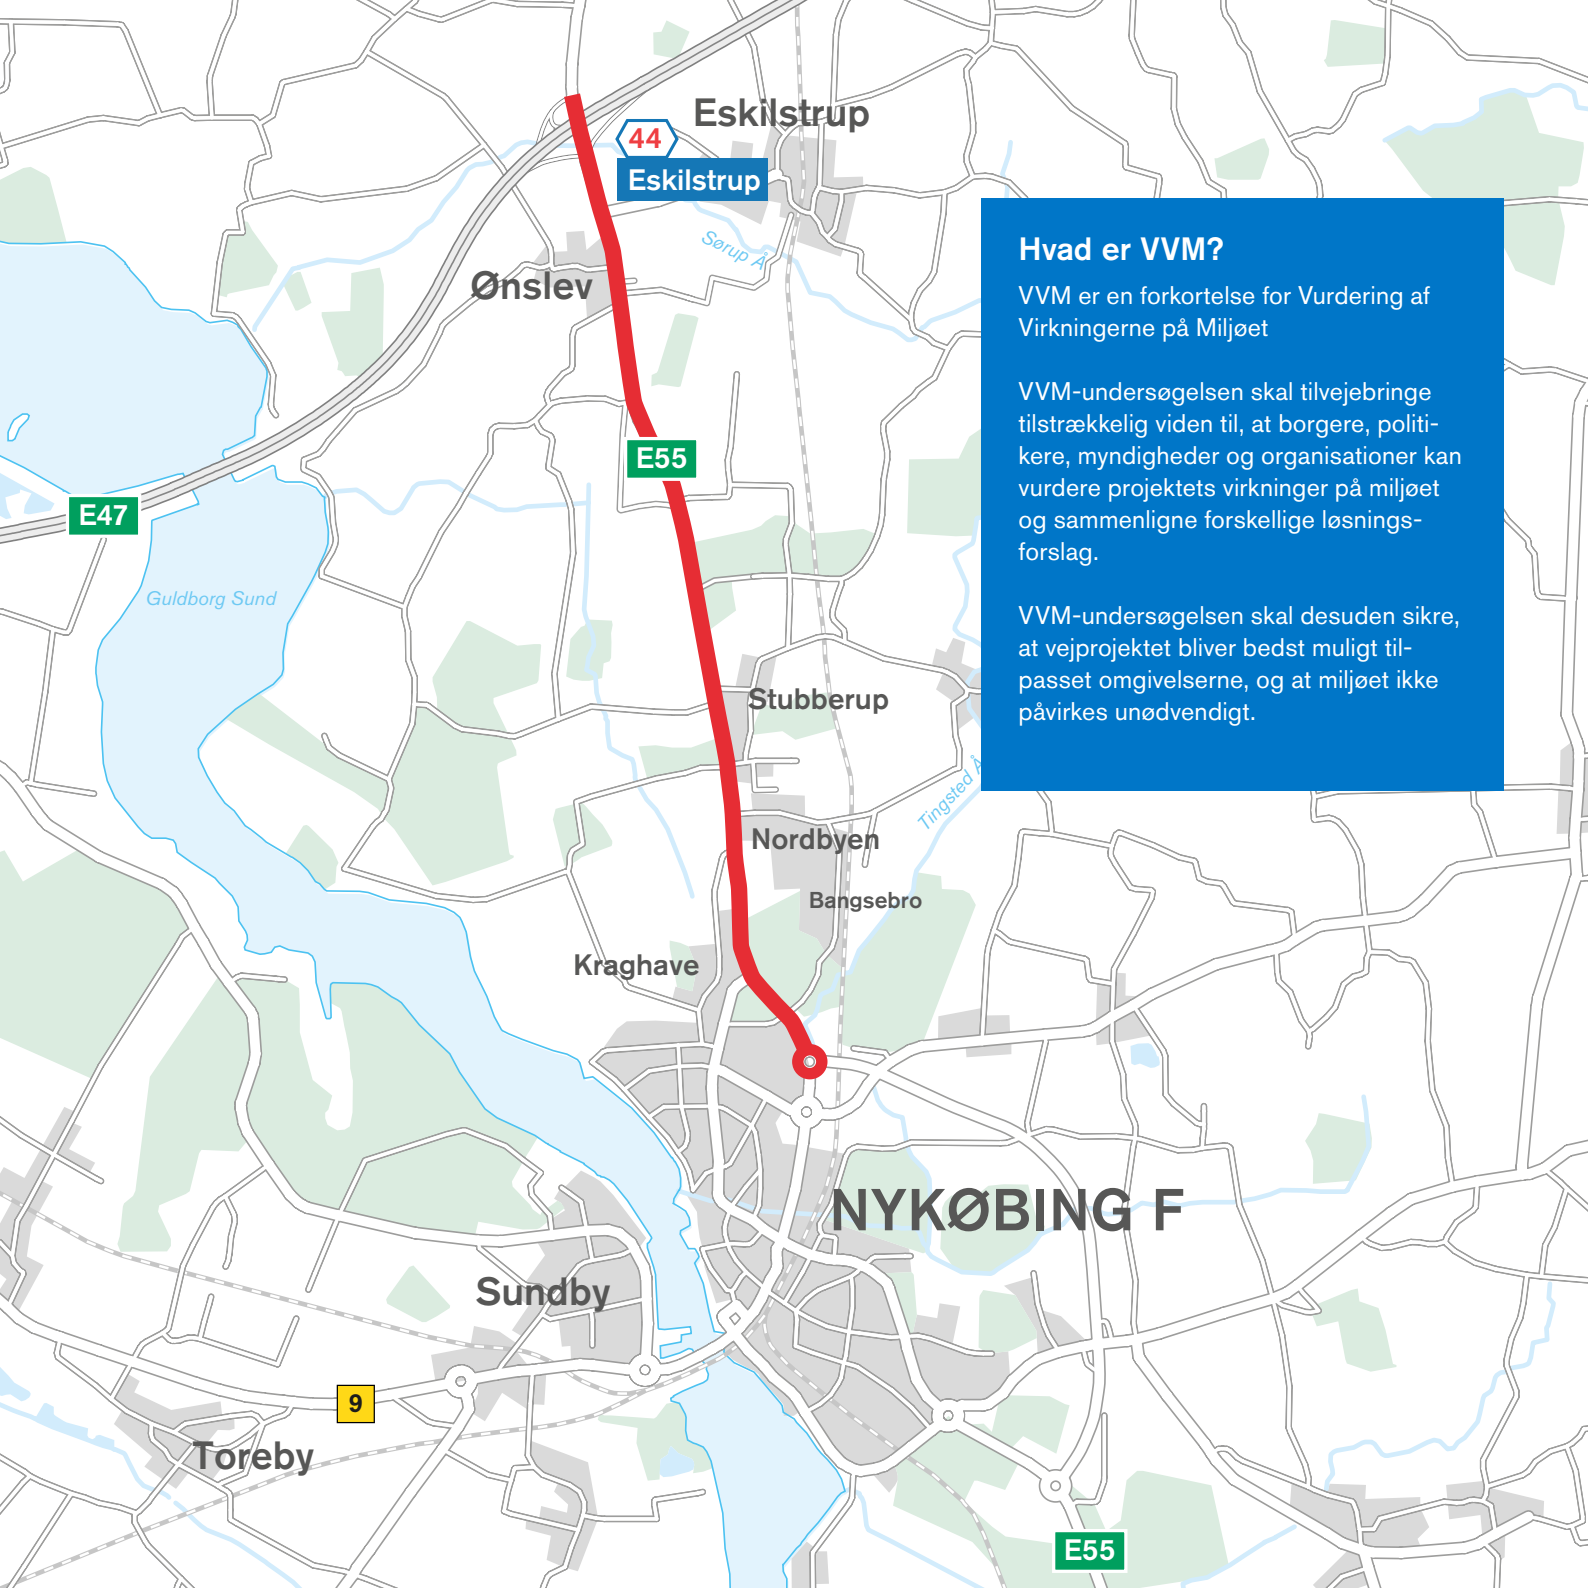 Eskilstrup
44
Eskilstrup
Sørup Å
Ønslev
Hvad er VVM?
VVM er en forkortelse for Vurdering af
Virkningerne på Miljøet
VVM-undersøgelsen skal tilvejebringe
tilstrækkelig viden til, at borgere, politi-
kere, myndigheder og organisationer kan
vurdere projektets virkninger på miljøet
og sammenligne forskellige løsnings-
forslag.
VVM-undersøgelsen skal desuden sikre,
at vejprojektet bliver bedst muligt til-
passet omgivelserne, og at miljøet ikke
påvirkes unødvendigt.
E55
E47
Guldborg Sund
Stubberup
Tingsted Å
Nordbyen
Bangsebro
Kraghave
NYKØBING F
Sundby
9
Toreby
E55